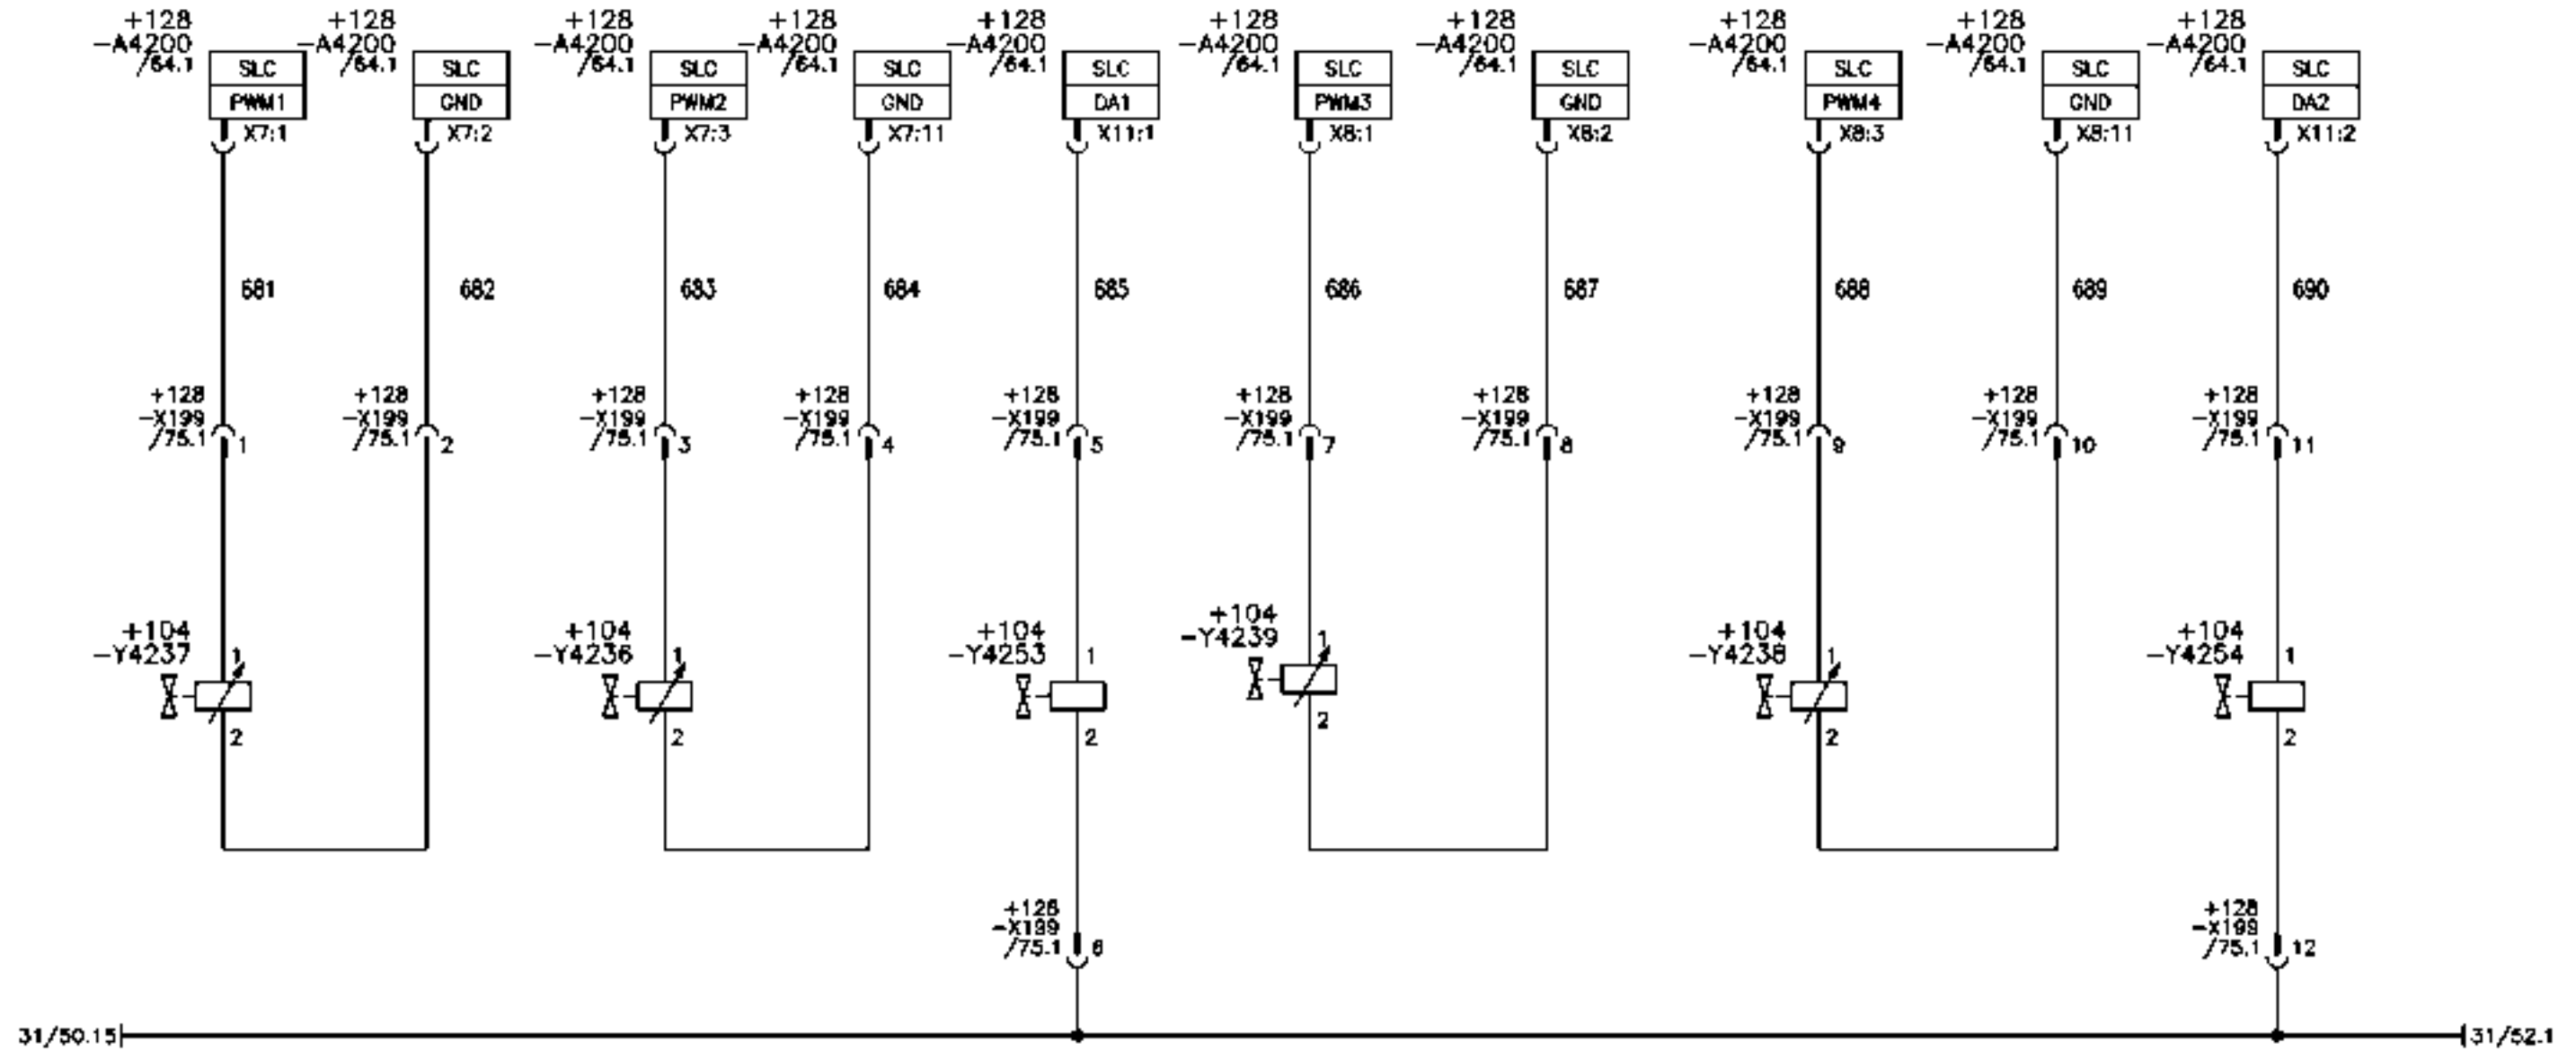 +128 +128 +128 +128 +128 +128 +128 +128 +128 +128
-A4200 -A4200 -A4200 -A4200 -A4200 -A4200 -A4200 -A4200 -A4200 -A4200
/64.1 /64.1 /64.1 /64.1 /64.1 /64.1 /64.1 /64.1 /64.1 /64.1
SLC SLC SLC SLC SLC SLC SLC SLC SLC SLC
PWM1 GND PWM2 GND DA1 PWM3 GND PWM4 GND DA2
X7:1 X7:2 X7:3 X7:11 X11:1 X8:1 X8:2 X8:3 X8:11 X11:2
681 682 683 684 685 686 687 688 689 690
+128 +128 +128 +128 +128 +128 +128 +128 +128 +128
-X199 -X199 -X199 -X199 -X199 -X199 -X199 -X199 -X199 -X199
/75.1 /75.1 /75.1 /75.1 /75.1 /75.1 /75.1 /75.1 /75.1 /75.1
1 2 3 4 5 7 8 9 10 11
+104 +104 +104 +104 +104 +104
-Y4237 -Y4236 -Y4253 -Y4239 -Y4238 -Y4254
1 1 1 1 1 1
2 2 2 2 2 2
+128 +128
-X199 -X199
/75.1 6 /75.1 12
31/50.15 31/52.1